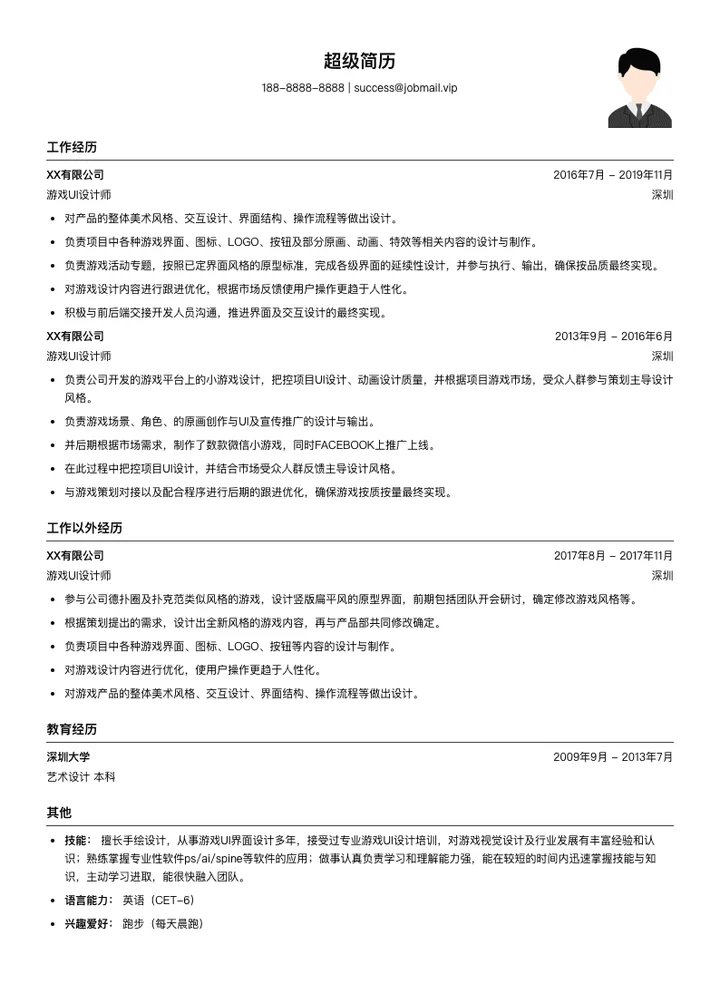 超级简历
188-8888-8888 | success@jobmail.vip
工作经历
XX有限公司 2016年7月 – 2019年11月
游戏UI设计师 深圳
• 对产品的整体美术风格、交互设计、界面结构、操作流程等做出设计。
• 负责项目中各种游戏界面、图标、LOGO、按钮及部分原画、动画、特效等相关内容的设计与制作。
• 负责游戏活动专题，按照已定界面风格的原型标准，完成各级界面的延续性设计，并参与执行、输出，确保按品质最终实现。
• 对游戏设计内容进行跟进优化，根据市场反馈使用户操作更趋于人性化。
• 积极与前后端交接开发人员沟通，推进界面及交互设计的最终实现。
XX有限公司 2013年9月 – 2016年6月
游戏UI设计师 深圳
• 负责公司开发的游戏平台上的小游戏设计，把控项目UI设计、动画设计质量，并根据项目游戏市场，受众人群参与策划主导设计
风格。
• 负责游戏场景、角色、的原画创作与UI及宣传推广的设计与输出。
• 并后期根据市场需求，制作了数款微信小游戏，同时FACEBOOK上推广上线。
• 在此过程中把控项目UI设计，并结合市场受众人群反馈主导设计风格。
• 与游戏策划对接以及配合程序进行后期的跟进优化，确保游戏按质按量最终实现。
工作以外经历
XX有限公司 2017年8月 – 2017年11月
游戏UI设计师 深圳
• 参与公司德扑圈及扑克范类似风格的游戏，设计竖版扁平风的原型界面，前期包括团队开会研讨，确定修改游戏风格等。
• 根据策划提出的需求，设计出全新风格的游戏内容，再与产品部共同修改确定。
• 负责项目中各种游戏界面、图标、LOGO、按钮等内容的设计与制作。
• 对游戏设计内容进行优化，使用户操作更趋于人性化。
• 对游戏产品的整体美术风格、交互设计、界面结构、操作流程等做出设计。
教育经历
深圳大学 2009年9月 – 2013年7月
艺术设计 本科
其他
• 技能： 擅长手绘设计，从事游戏UI界面设计多年，接受过专业游戏UI设计培训，对游戏视觉设计及行业发展有丰富经验和认
识；熟练掌握专业性软件ps/ai/spine等软件的应用；做事认真负责学习和理解能力强，能在较短的时间内迅速掌握技能与知
识，主动学习进取，能很快融入团队。
• 语言能力： 英语（CET-6）
• 兴趣爱好： 跑步（每天晨跑）